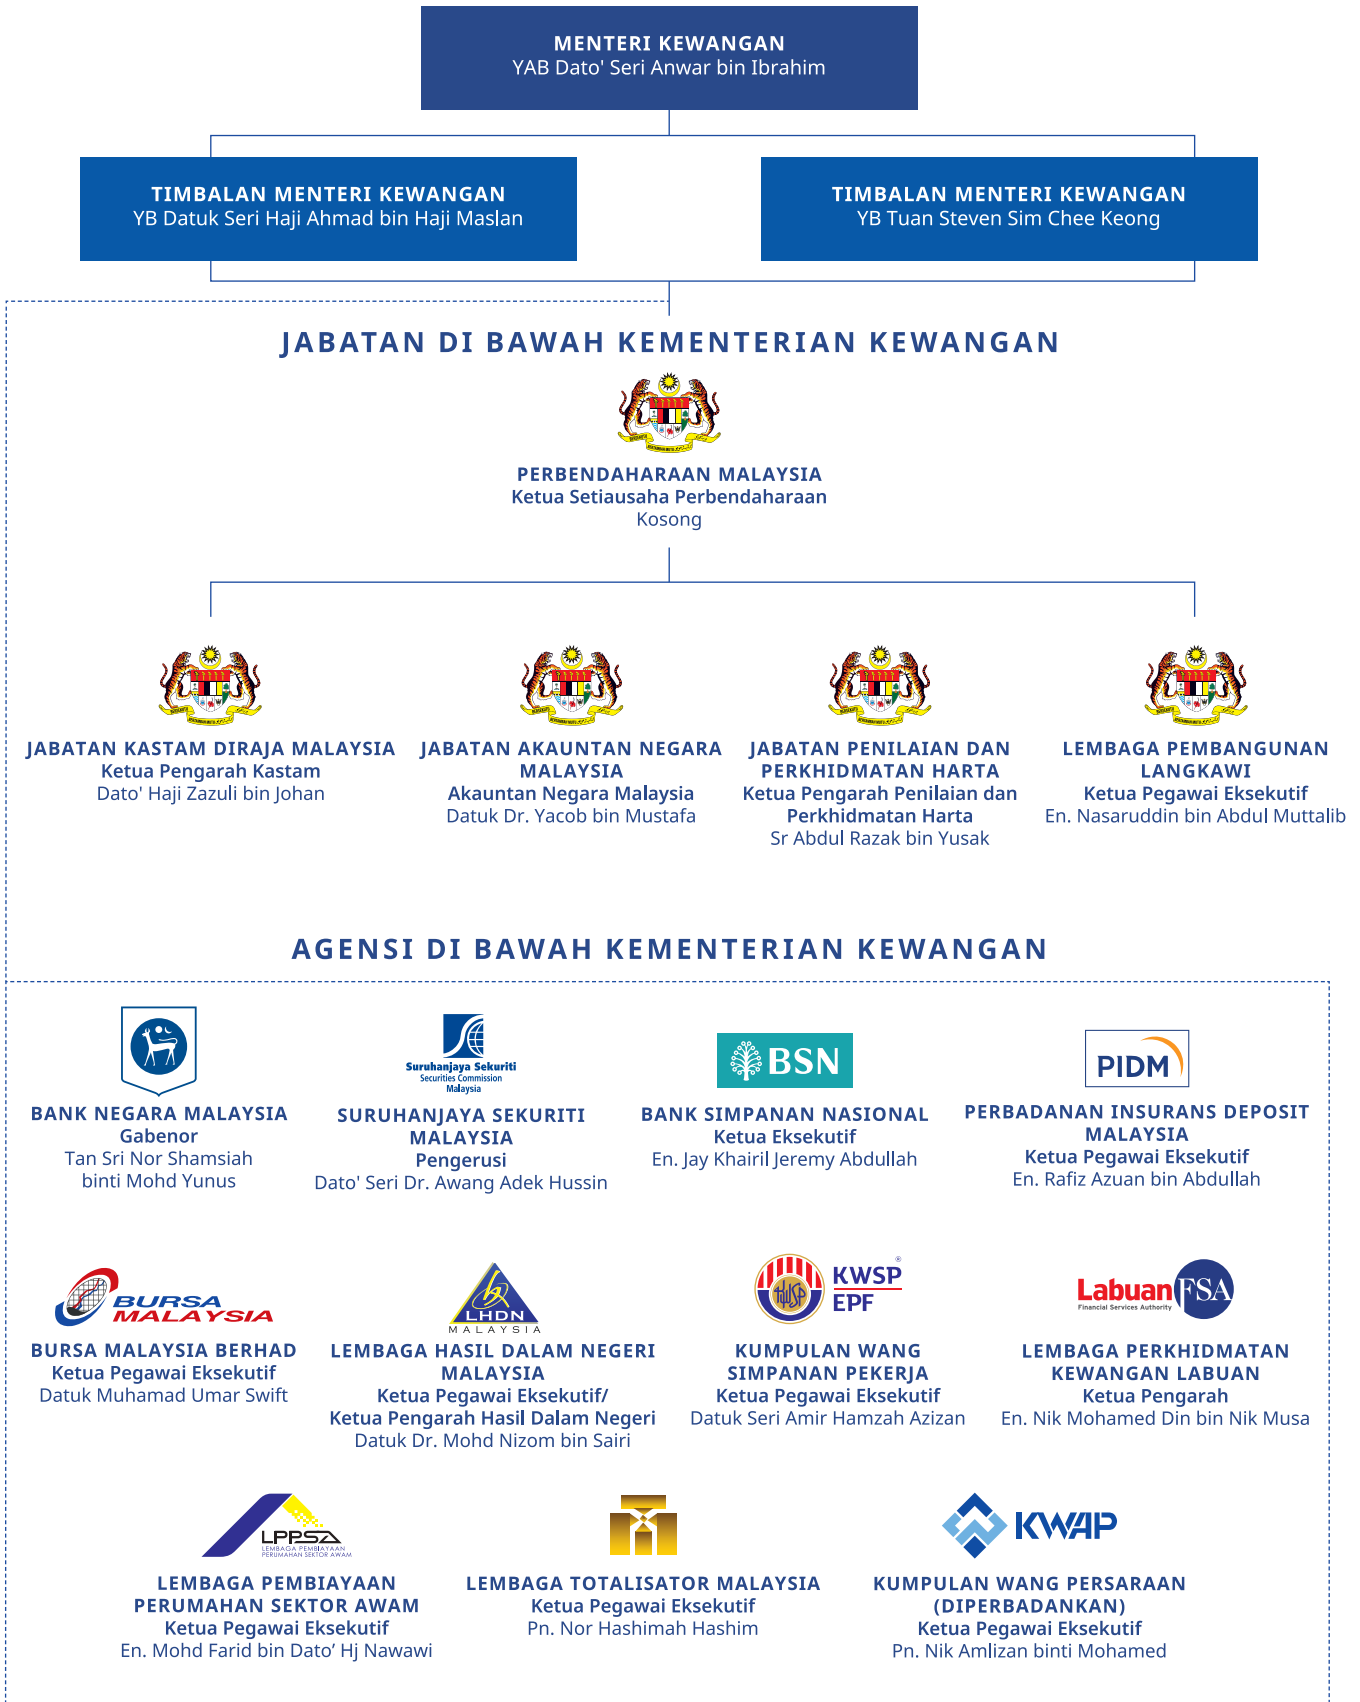 MENTERI KEWANGAN
YAB Dato' Seri Anwar bin Ibrahim
TIMBALAN MENTERI KEWANGAN
YB Datuk Seri Haji Ahmad bin Haji Maslan
TIMBALAN MENTERI KEWANGAN
YB Tuan Steven Sim Chee Keong
JABATAN DI BAWAH KEMENTERIAN KEWANGAN
PERBENDAHARAAN MALAYSIA
Ketua Setiausaha Perbendaharaan
Kosong
JABATAN KASTAM DIRAJA MALAYSIA
Ketua Pengarah Kastam
Dato' Haji Zazuli bin Johan
JABATAN AKAUNTAN NEGARA
MALAYSIA
Akauntan Negara Malaysia
Datuk Dr. Yacob bin Mustafa
JABATAN PENILAIAN DAN
PERKHIDMATAN HARTA
Ketua Pengarah Penilaian dan
Perkhidmatan Harta
Sr Abdul Razak bin Yusak
LEMBAGA PEMBANGUNAN
LANGKAWI
Ketua Pegawai Eksekutif
En. Nasaruddin bin Abdul Muttalib
AGENSI DI BAWAH KEMENTERIAN KEWANGAN
BANK NEGARA MALAYSIA
Gabenor
Tan Sri Nor Shamsiah
binti Mohd Yunus
Suruhanjaya Sekuriti
Securities Commission
Malaysia
SURUHANJAYA SEKURITI
MALAYSIA
Pengerusi
Dato' Seri Dr. Awang Adek Hussin
BSN
BANK SIMPANAN NASIONAL
Ketua Eksekutif
En. Jay Khairil Jeremy Abdullah
PIDM
PERBADANAN INSURANS DEPOSIT
MALAYSIA
Ketua Pegawai Eksekutif
En. Rafiz Azuan bin Abdullah
BURSA
MALAYSIA
BURSA MALAYSIA BERHAD
Ketua Pegawai Eksekutif
Datuk Muhamad Umar Swift
LHDN
MALAYSIA
LEMBAGA HASIL DALAM NEGERI
MALAYSIA
Ketua Pegawai Eksekutif/
Ketua Pengarah Hasil Dalam Negeri
Datuk Dr. Mohd Nizom bin Sairi
KWSP ®
EPF
KUMPULAN WANG
SIMPANAN PEKERJA
Ketua Pegawai Eksekutif
Datuk Seri Amir Hamzah Azizan
Labuan FSA
Financial Services Authority
LEMBAGA PERKHIDMATAN
KEWANGAN LABUAN
Ketua Pengarah
En. Nik Mohamed Din bin Nik Musa
LPPSA
LEMBAGA PEMBIAYAAN
PERUMAHAN SEKTOR AWAM
LEMBAGA PEMBIAYAAN
PERUMAHAN SEKTOR AWAM
Ketua Pegawai Eksekutif
En. Mohd Farid bin Dato’ Hj Nawawi
LEMBAGA TOTALISATOR MALAYSIA
Ketua Pegawai Eksekutif
Pn. Nor Hashimah Hashim
KWAP
KUMPULAN WANG PERSARAAN
(DIPERBADANKAN)
Ketua Pegawai Eksekutif
Pn. Nik Amlizan binti Mohamed